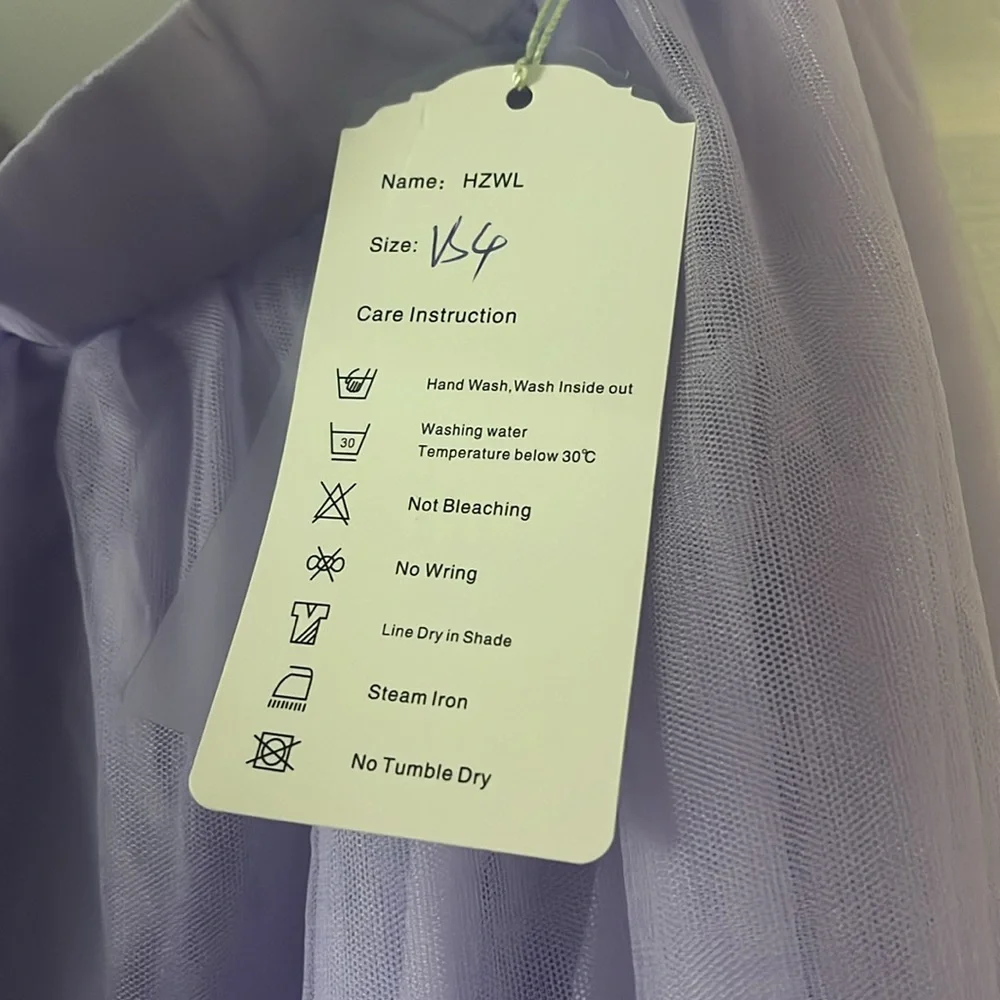 Name: HZWL
Size:
Care Instruction
Hand Wash,Wash Inside out
30
Washing water
Temperature below 30℃
Not Bleaching
No Wring
Line Dry in Shade
Steam Iron
No Tumble Dry